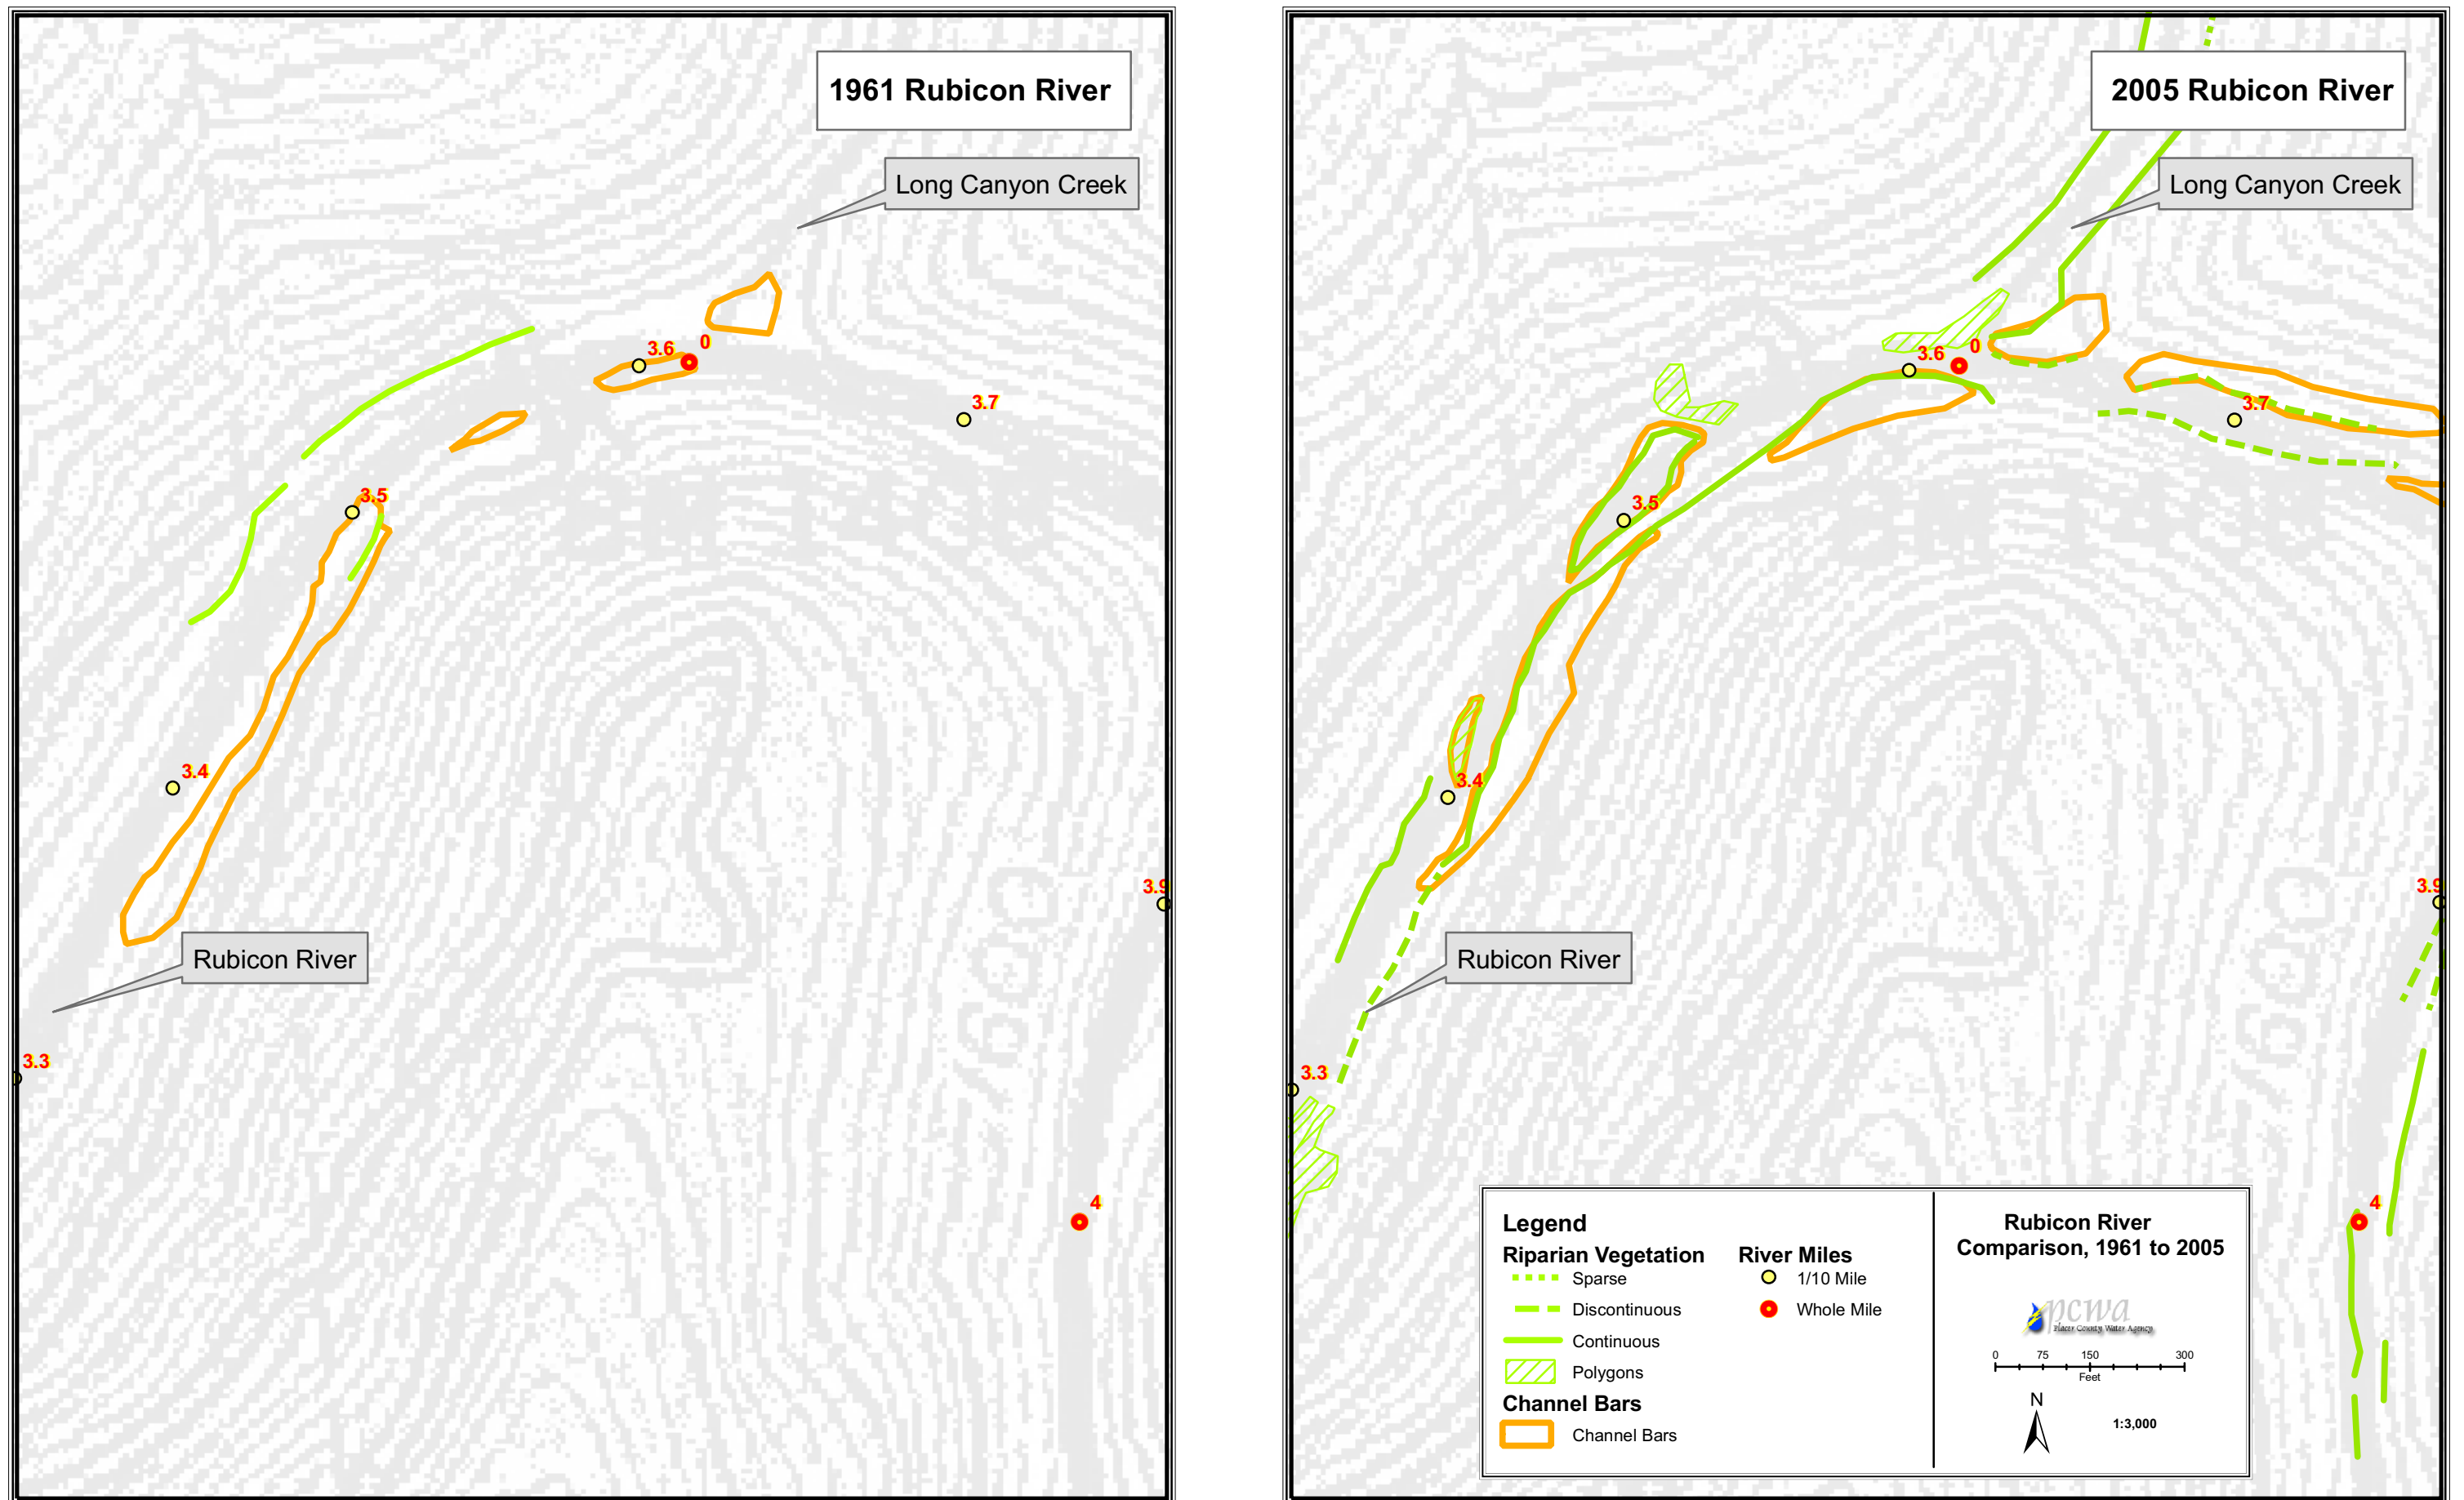 1961 Rubicon River
Long Canyon Creek
3.6
0
3.7
3.5
3.4
3.9
Rubicon River
3.3
4
2005 Rubicon River
Long Canyon Creek
3.6
0
3.7
3.5
3.4
3.9
Rubicon River
3.3
4
Legend
Riparian Vegetation
Sparse
Discontinuous
Continuous
Polygons
Channel Bars
Channel Bars
River Miles
1/10 Mile
Whole Mile
Rubicon River
Comparison, 1961 to 2005
pcwa
Placer County Water Agency
0 75 150 300
Feet
N
1:3,000